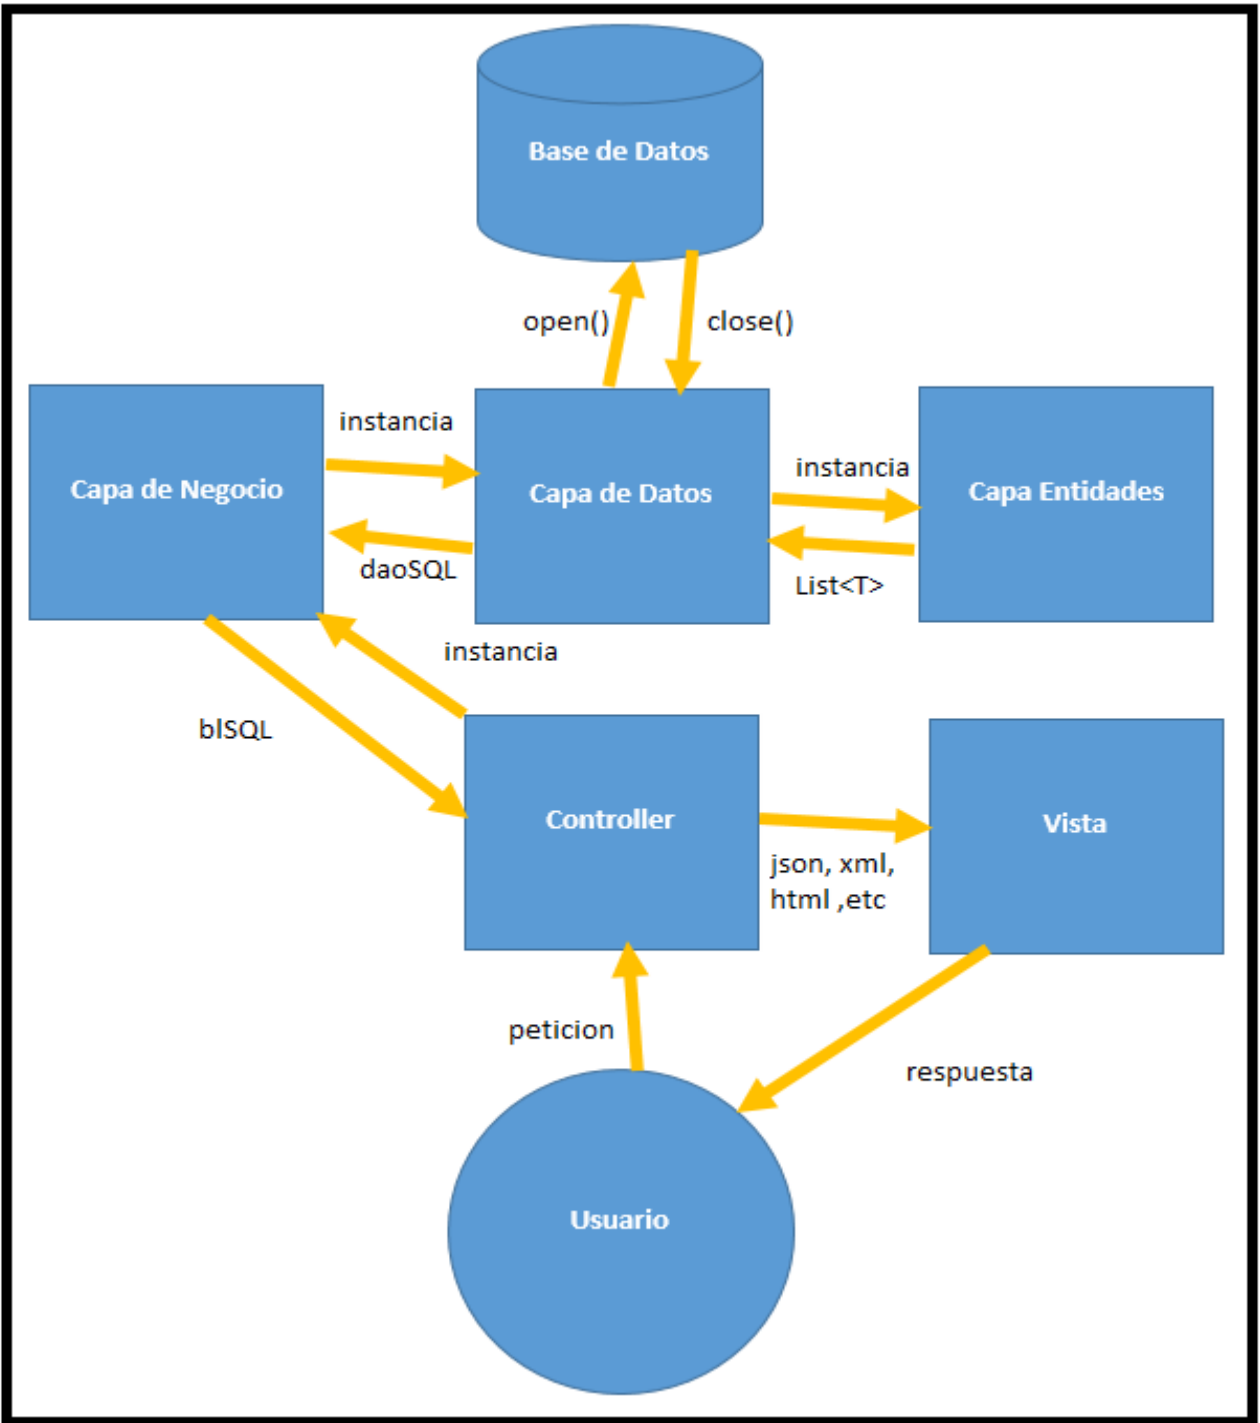 Base de Datos
open()
close()
instancia
instancia
Capa de Negocio
Capa de Datos
Capa Entidades
daoSQL
List<T>
instancia
blSQL
Controller
Vista
json, xml,
html ,etc
peticion
respuesta
Usuario